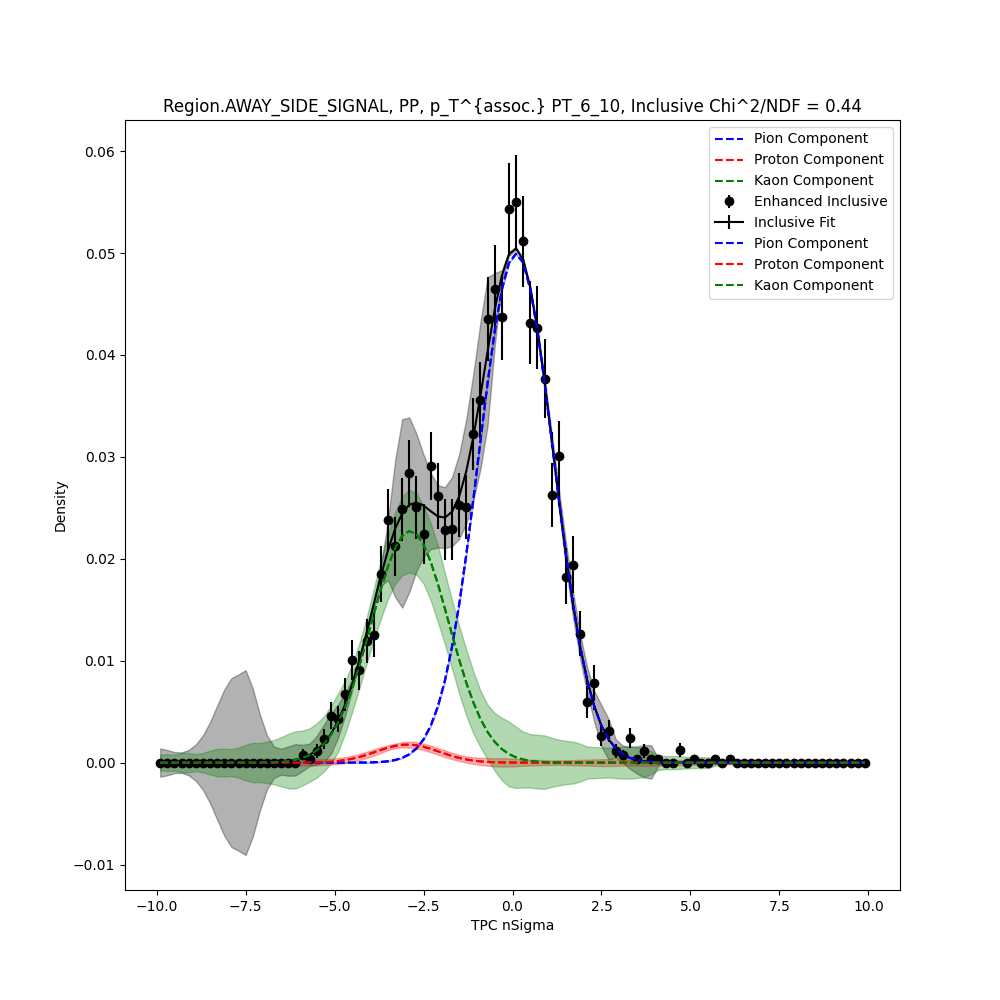 Region.AWAY_SIDE_SIGNAL, PP, p_T^{assoc.} PT_6_10, Inclusive Chi^2/NDF = 0.44
Pion Component
Proton Component
Kaon Component
Enhanced Inclusive
Inclusive Fit
Pion Component
Proton Component
Kaon Component
0.06
0.05
0.04
0.03
0.02
0.01
0.00
−0.01
Density
−10.0 −7.5 −5.0 −2.5 0.0 2.5 5.0 7.5 10.0
TPC nSigma